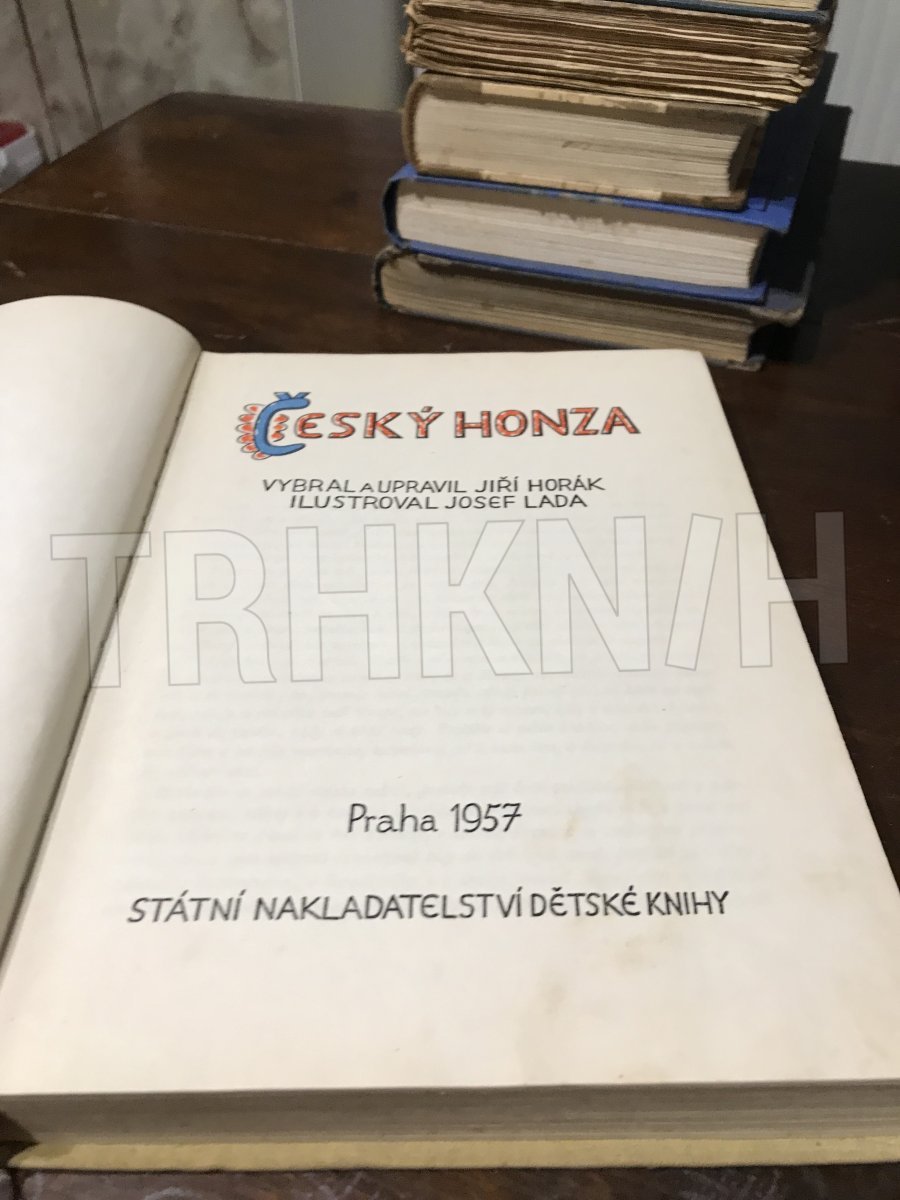 ČESKÝ HONZA
VYBRAL A UPRAVIL JIŘÍ HORÁK
ILUSTROVAL JOSEF LADA
TRHKNIH
Praha 1957
STÁTNÍ NAKLADATELSTVÍ DĚTSKÉ KNIHY